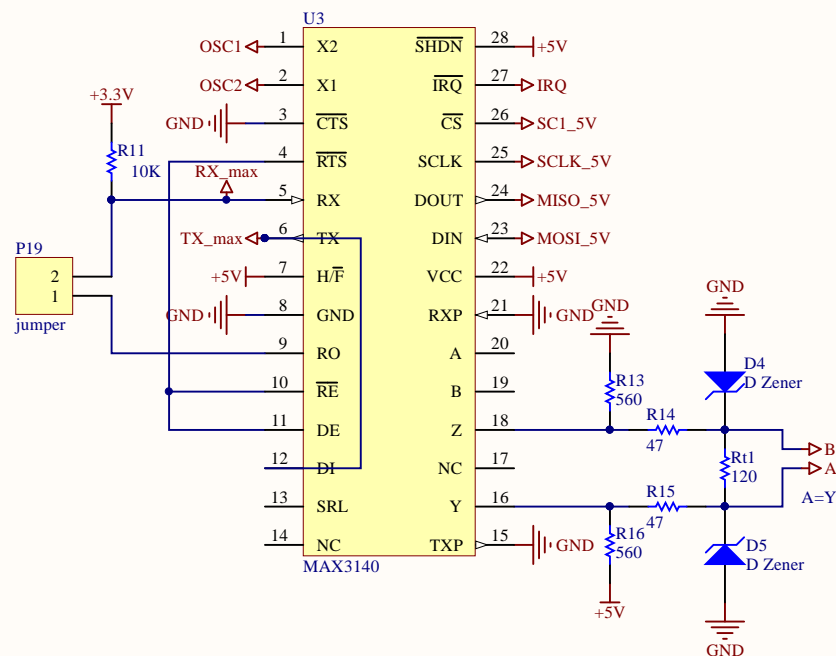 U3
OSC1 1 X2 SHDN 28 +5V
OSC2 2 X1 IRQ 27 IRQ
+3.3V
GND 3 CTS CS 26 SC1_5V
R11
10K
4 RTS SCLK 25 SCLK_5V
RX_max
5 RX DOUT 24 MISO_5V
TX_max 6 TX DIN 23 MOSI_5V
P19
2
1
jumper
+5V 7 H/F VCC 22 +5V
GND 8 GND RXP 21 GND
GND
GND
9 RO A 20
10 RE B 19
R13
560
D4
D Zener
11 DE Z 18
R14
47
B
12 DI NC 17
Rt1
120
A
13 SRL Y 16
R15
47
A=Y
14 NC TXP 15 GND
R16
560
D5
D Zener
MAX3140
+5V
GND